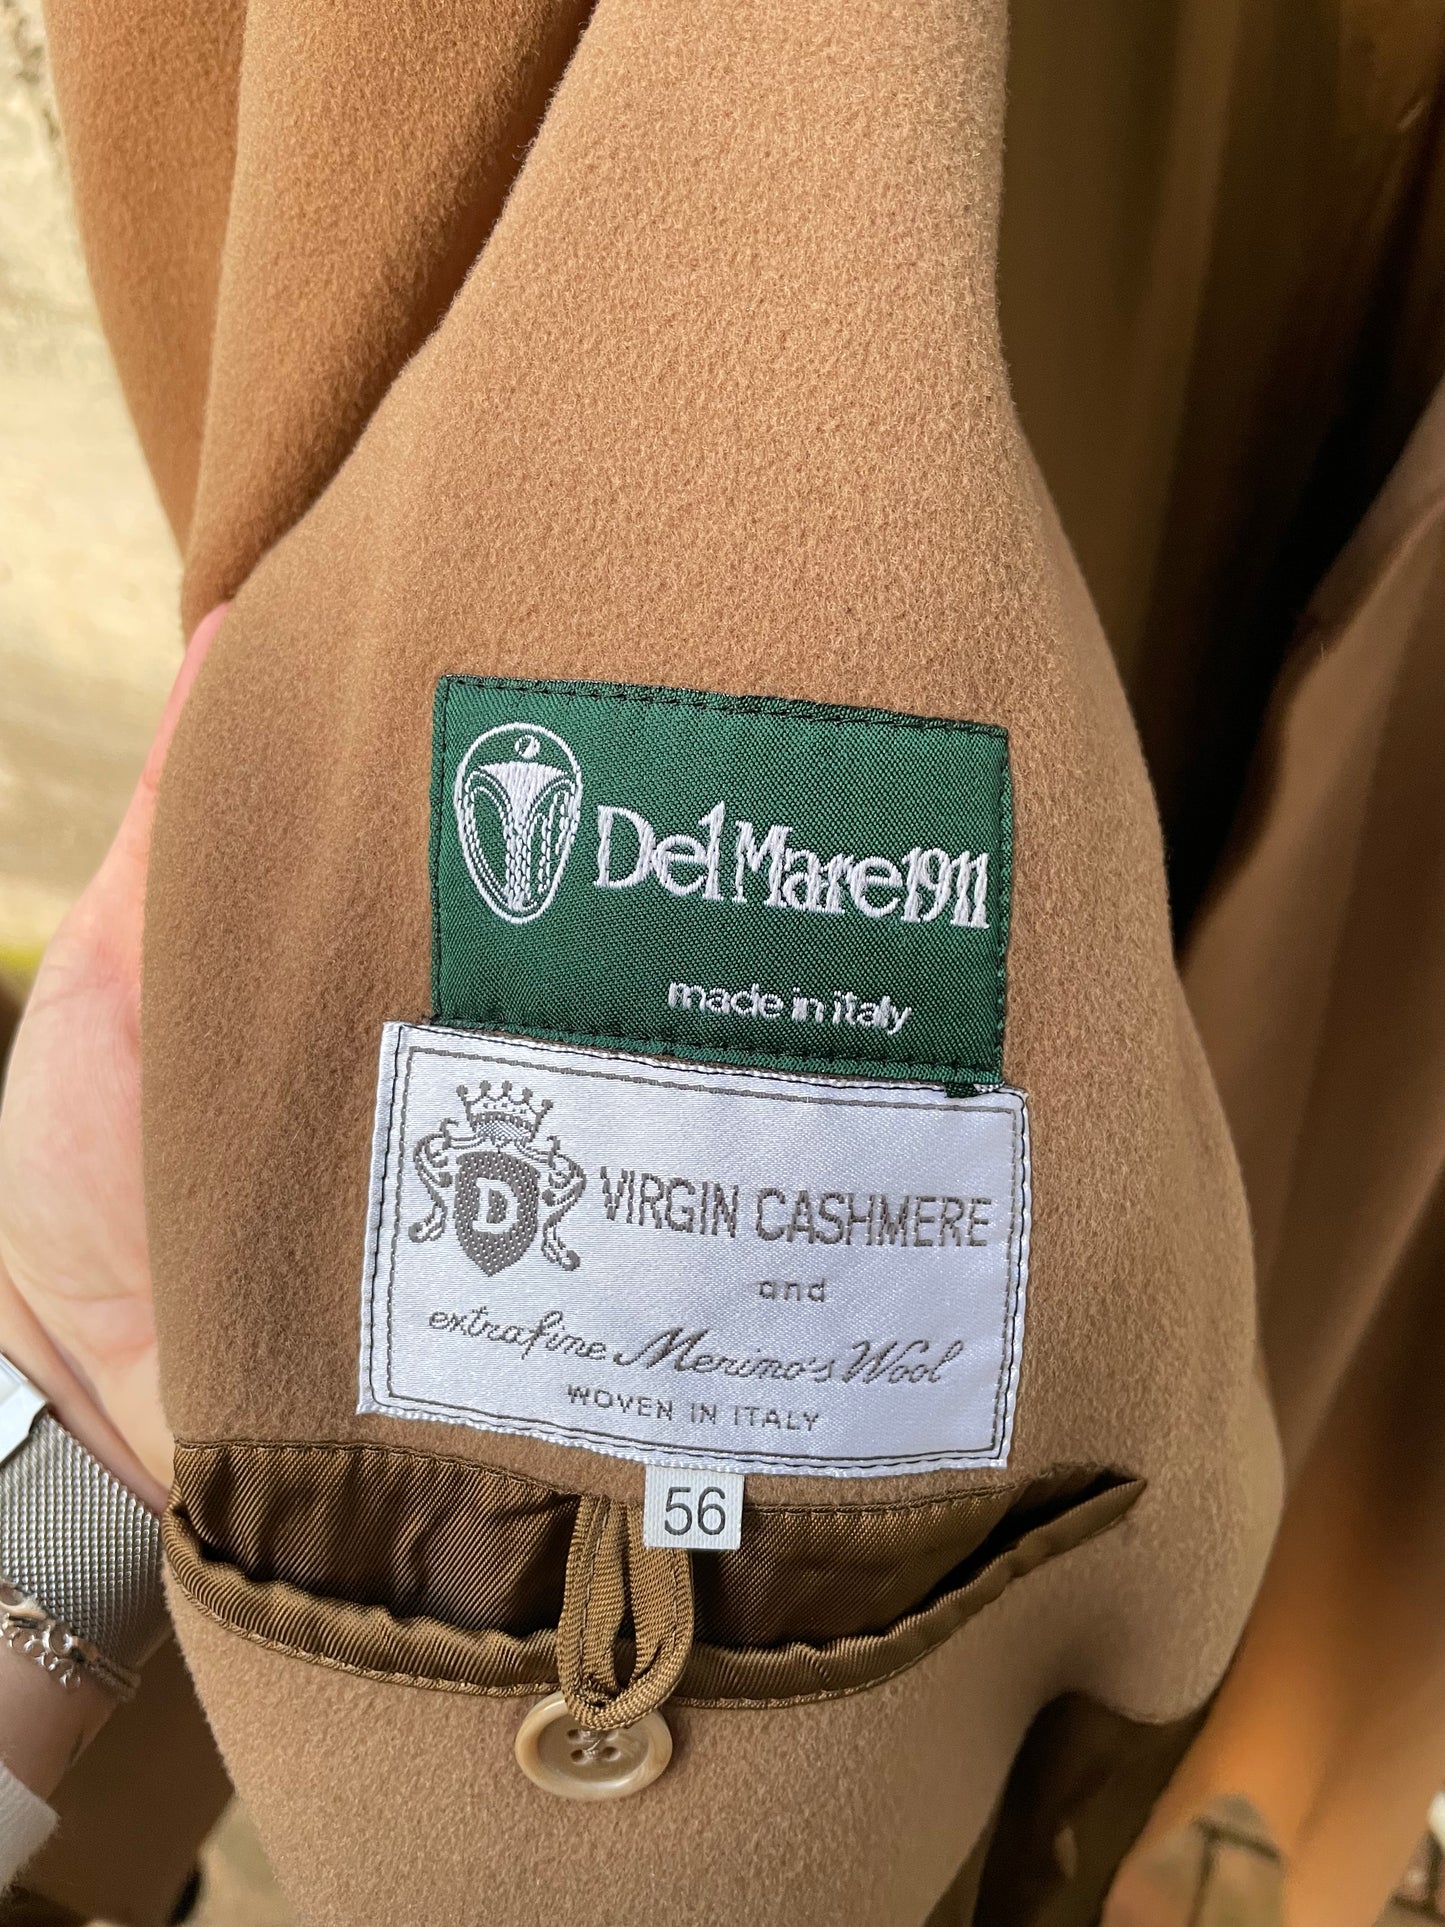 Del Mare 1911
made in italy
D
VIRGIN CASHMERE
and
extrafine Merino's Wool
WOVEN IN ITALY
56